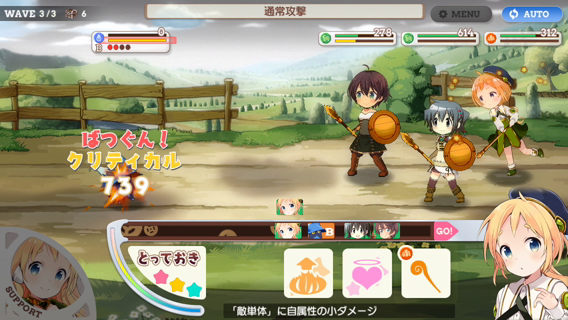 WAVE 3/3 6
通常攻撃
MENU
AUTO
0
278
614
312
ばつぐん!
クリティカル
739
B
GO!
とっておき
SUPPORT
「敵単体」に自属性の小ダメージ